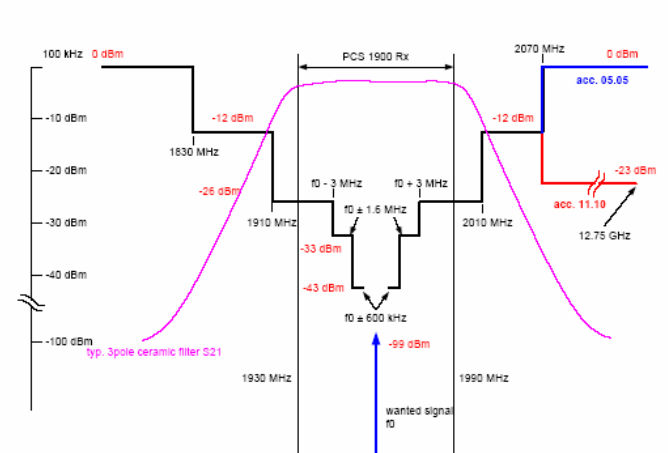 2070 MHz
100 kHz 0 dBm
PCS 1900 Rx
0 dBm
acc. 05.05
-10 dBm
-12 dBm
-12 dBm
1830 MHz
-20 dBm
-26 dBm
f0 - 3 MHz
f0 + 3 MHz
-23 dBm
acc. 11.10
f0 ± 1.6 MHz
-30 dBm
1910 MHz
2010 MHz
12.75 GHz
-33 dBm
-40 dBm
-43 dBm
f0 ± 600 kHz
-100 dBm
-99 dBm
typ. 3pole ceramic filter S21
1930 MHz
1990 MHz
wanted signal
f0